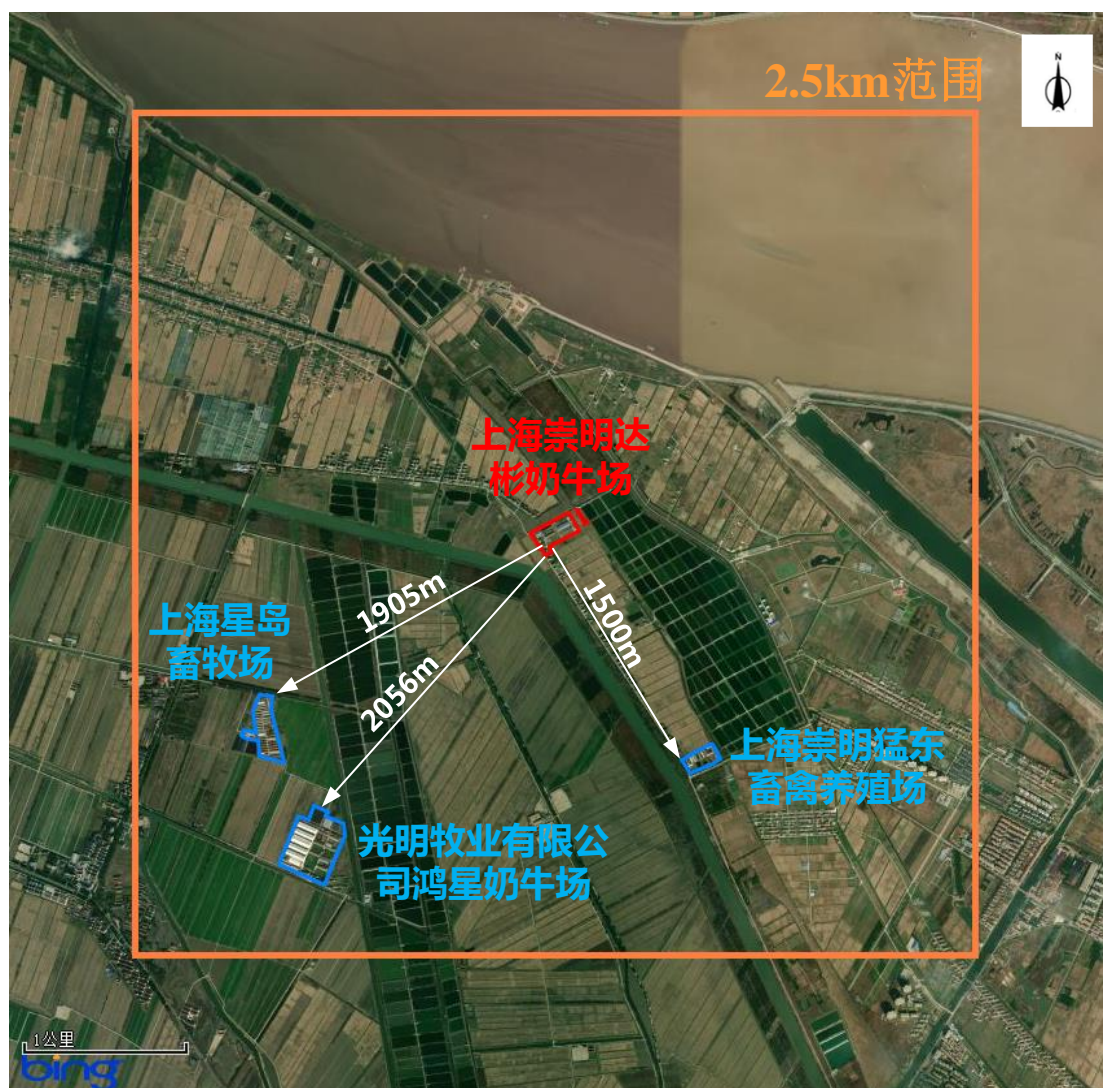 2.5km范围
N
上海崇明达
彬奶牛场
1905m
1500m
2056m
上海星岛
畜牧场
上海崇明猛东
畜禽养殖场
光明牧业有限公
司鸿星奶牛场
1公里
bing